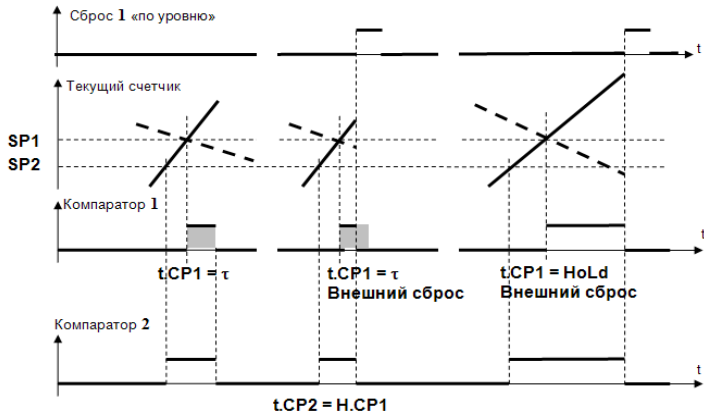 Сброс 1 «по уровню»
t
Текущий счетчик
SP1
SP2
t
Компаратор 1
t
t.CP1 = τ
t.CP1 = τ
Внешний сброс
t.CP1 = HoLd
Внешний сброс
Компаратор 2
t
t.CP2 = H.CP1